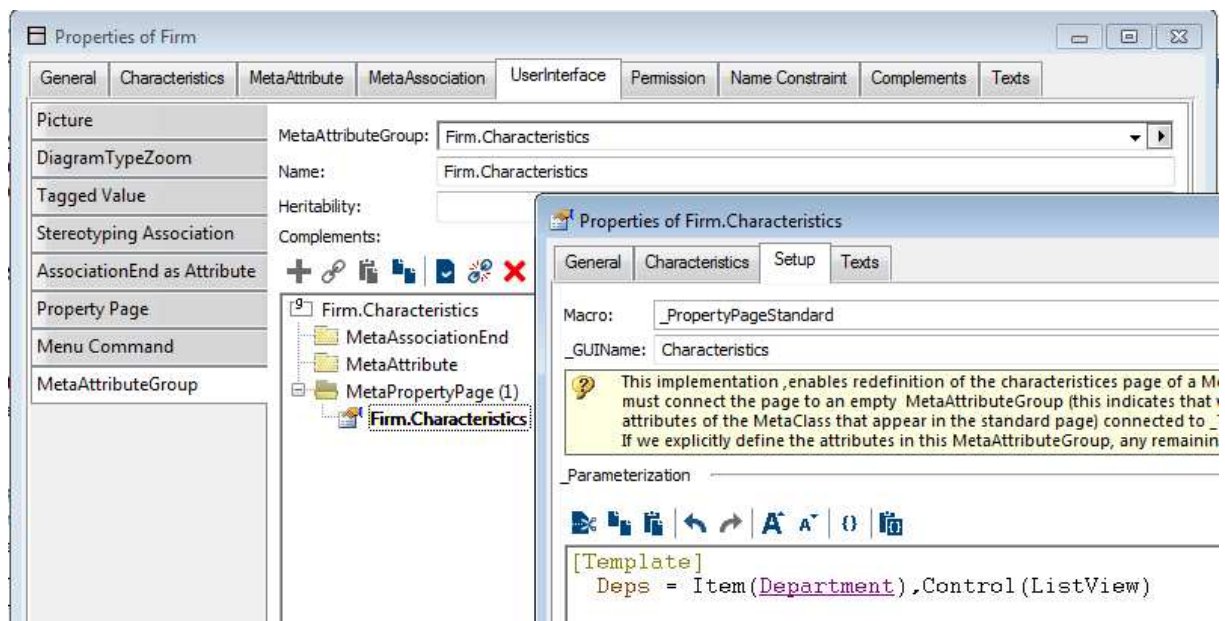 Properties of Firm
General Characteristics MetaAttribute MetaAssociation UserInterface Permission Name Constraint Complements Texts
Picture
DiagramTypeZoom
Tagged Value
Stereotyping Association
AssociationEnd as Attribute
Property Page
Menu Command
MetaAttributeGroup
MetaAttributeGroup: Firm.Characteristics
Name: Firm.Characteristics
Heritability:
Complements:
Firm.Characteristics
MetaAssociationEnd
MetaAttribute
MetaPropertyPage (1)
Firm.Characteristics
Properties of Firm.Characteristics
General Characteristics Setup Texts
Macro: _PropertyPageStandard
_GUIName: Characteristics
This implementation ,enables redefinition of the characteristices page of a
must connect the page to an empty MetaAttributeGroup (this indicates that
attributes of the MetaClass that appear in the standard page) connected to
If we explicitly define the attributes in this MetaAttributeGroup, any remaining
_Parameterization
[Template]
Deps = Item(Department),Control(ListView)